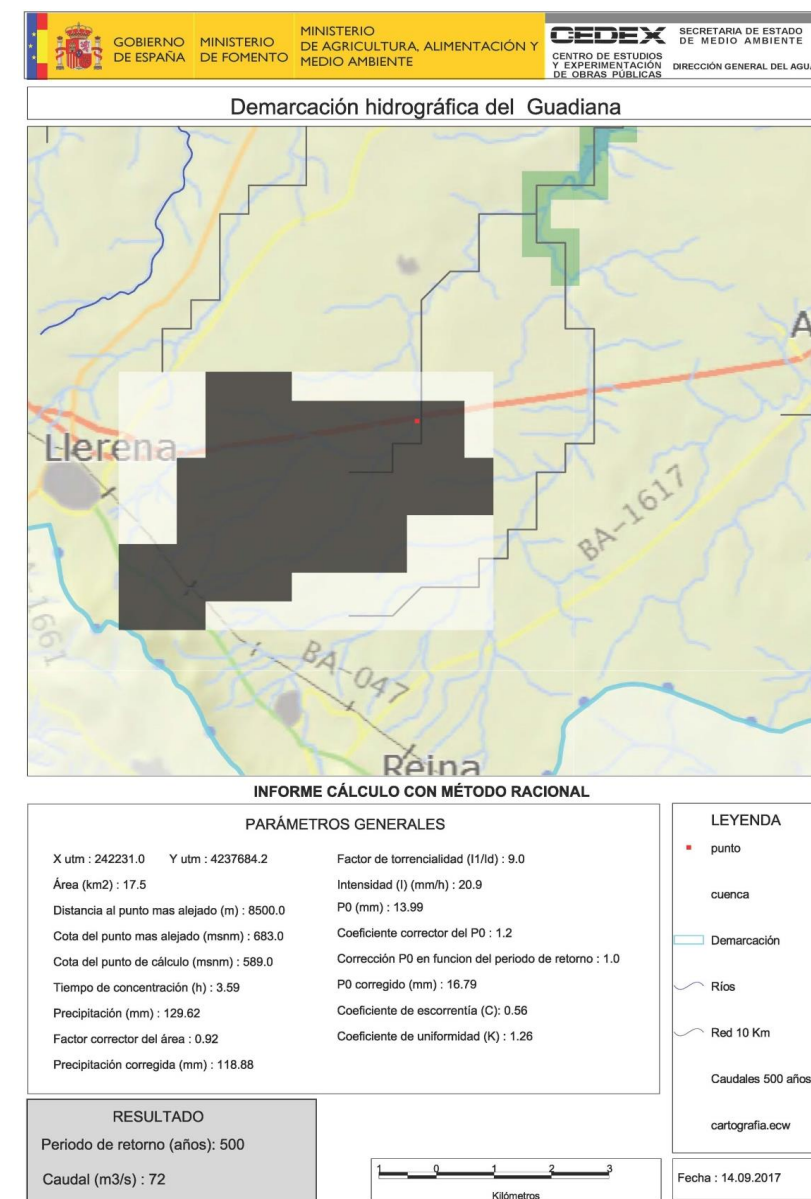 GOBIERNO
DE ESPAÑA
MINISTERIO
DE FOMENTO
MINISTERIO
DE AGRICULTURA, ALIMENTACIÓN Y
MEDIO AMBIENTE
CEDEX
CENTRO DE ESTUDIOS
Y EXPERIMENTACIÓN
DE OBRAS PÚBLICAS
SECRETARIA DE ESTADO
DE MEDIO AMBIENTE
DIRECCIÓN GENERAL DEL AGUA
Demarcación hidrográfica del Guadiana
A
Llerena
BA-1617
1661
BA-047
Reina
INFORME CÁLCULO CON MÉTODO RACIONAL
PARÁMETROS GENERALES
X utm : 242231.0 Y utm : 4237684.2
Área (km2) : 17.5
Distancia al punto mas alejado (m) : 8500.0
Cota del punto mas alejado (msnm) : 683.0
Cota del punto de cálculo (msnm) : 589.0
Tiempo de concentración (h) : 3.59
Precipitación (mm) : 129.62
Factor corrector del área : 0.92
Precipitación corregida (mm) : 118.88
Factor de torrencialidad (I1/Id) : 9.0
Intensidad (I) (mm/h) : 20.9
P0 (mm) : 13.99
Coeficiente corrector del P0 : 1.2
Corrección P0 en funcion del periodo de retorno : 1.0
P0 corregido (mm) : 16.79
Coeficiente de escorrentía (C): 0.56
Coeficiente de uniformidad (K) : 1.26
LEYENDA
punto
cuenca
Demarcación
Ríos
Red 10 Km
Caudales 500 años
cartografia.ecw
RESULTADO
Periodo de retorno (años): 500
Caudal (m3/s) : 72
1 0 1 2 3
Kilómetros
Fecha : 14.09.2017